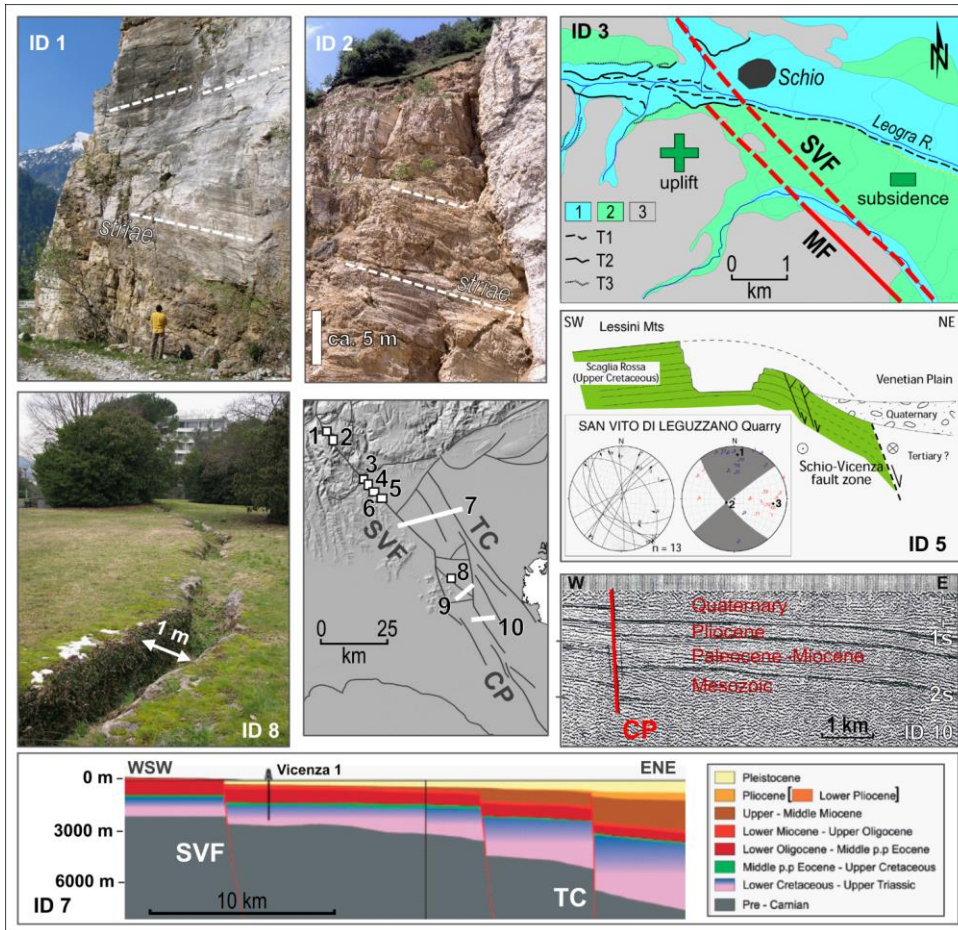 ID 1
striae
ID 2
striae
ca. 5 m
ID 3
N
Schio
Leogra R.
SVF
uplift
subsidence
MF
1 2 3
T1
T2
T3
0 1
km
SW
NE
Lessini Mts
Scaglia Rossa
(Upper Cretaceous)
Venetian Plain
Quaternary
Tertiary ?
SAN VITO DI LEGUZZANO Quarry
N
N
1
2
3
n = 13
Schio-Vicenza
fault zone
ID 5
1 m
ID 8
1
2
3
4
5
6
7
SVF
TC
8
9
10
0 25
km
CP
W
E
Quaternary
Pliocene
1s
Paleocene -Miocene
Mesozoic
2s
CP
1 km
ID 10
WSW
Vicenza 1
ENE
0 m
3000 m
6000 m
SVF
TC
10 km
ID 7
Pleistocene
Pliocene [ Lower Pliocene ]
Upper - Middle Miocene
Lower Miocene - Upper Oligocene
Lower Oligocene - Middle p.p Eocene
Middle p.p Eocene - Upper Cretaceous
Lower Cretaceous - Upper Triassic
Pre - Carnian